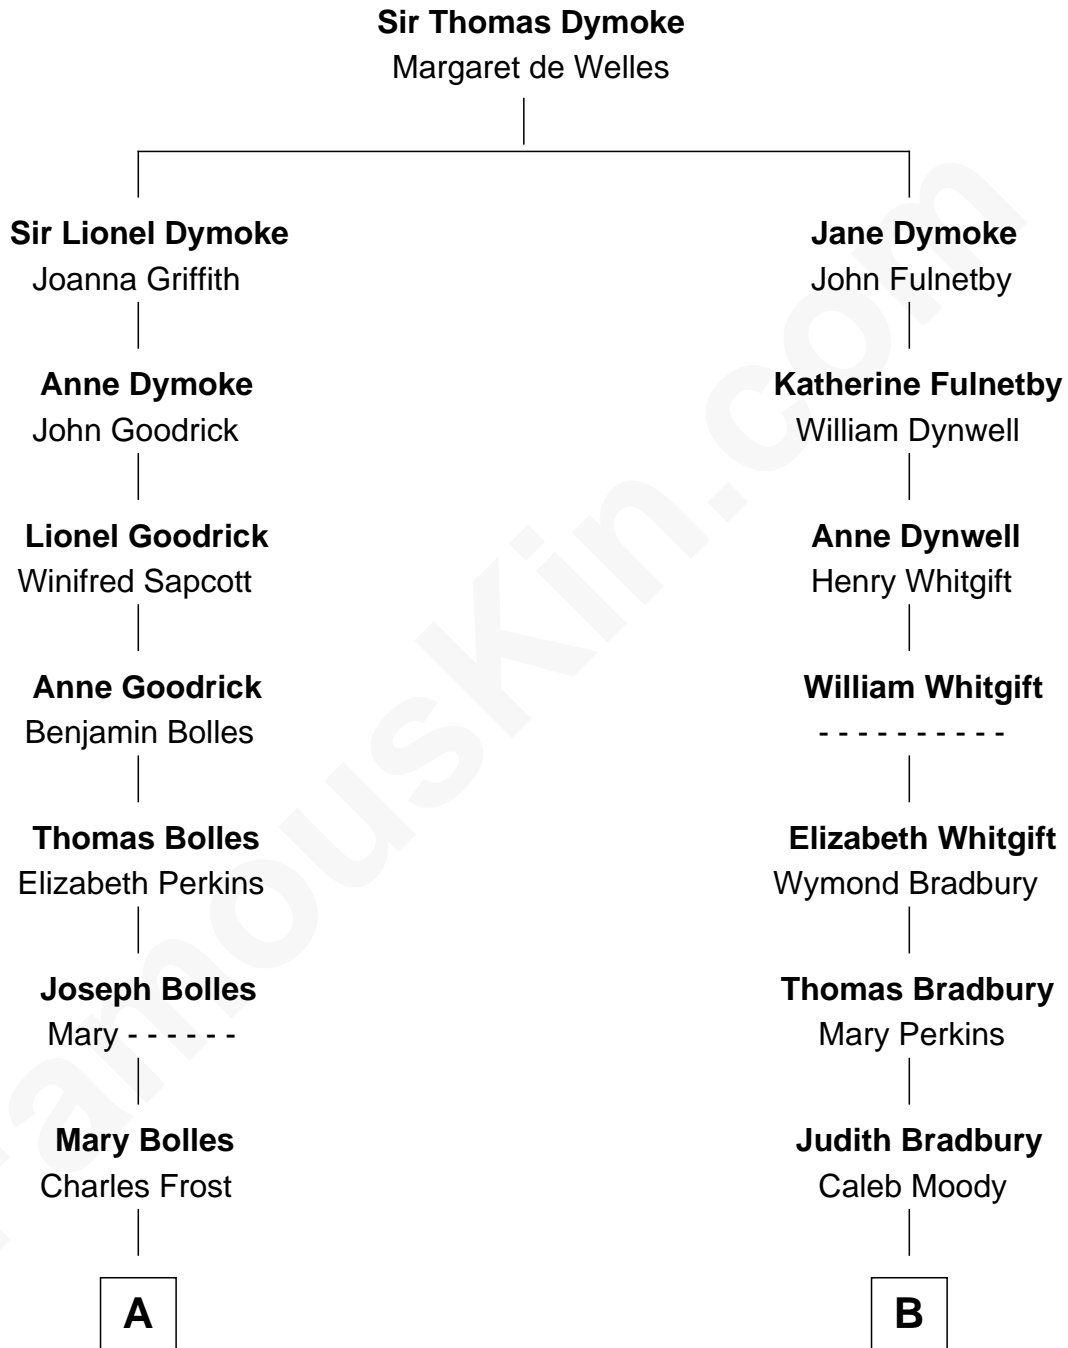 Sir Thomas Dymoke
Margaret de Welles
Sir Lionel Dymoke
Joanna Griffith
Jane Dymoke
John Fulnetby
Anne Dymoke
John Goodrick
Katherine Fulnetby
William Dynwell
Lionel Goodrick
Winifred Sapcott
Anne Dynwell
Henry Whitgift
Anne Goodrick
Benjamin Bolles
William Whitgift
- - - - - - - - - -
Thomas Bolles
Elizabeth Perkins
Elizabeth Whitgift
Wymond Bradbury
Joseph Bolles
Mary - - - - - -
Thomas Bradbury
Mary Perkins
Mary Bolles
Charles Frost
Judith Bradbury
Caleb Moody
A
B
FamousKin.com